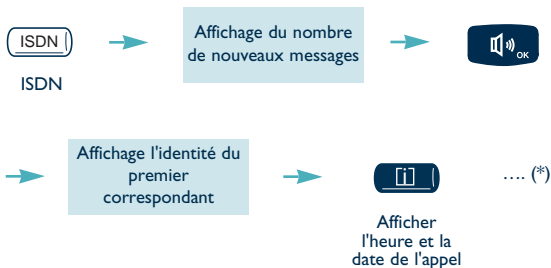 ISDN
ISDN
Affichage du nombre
de nouveaux messages
OK
Affichage l'identité du
premier
correspondant
i
.... (*)
Afficher
l'heure et la
date de l'appel